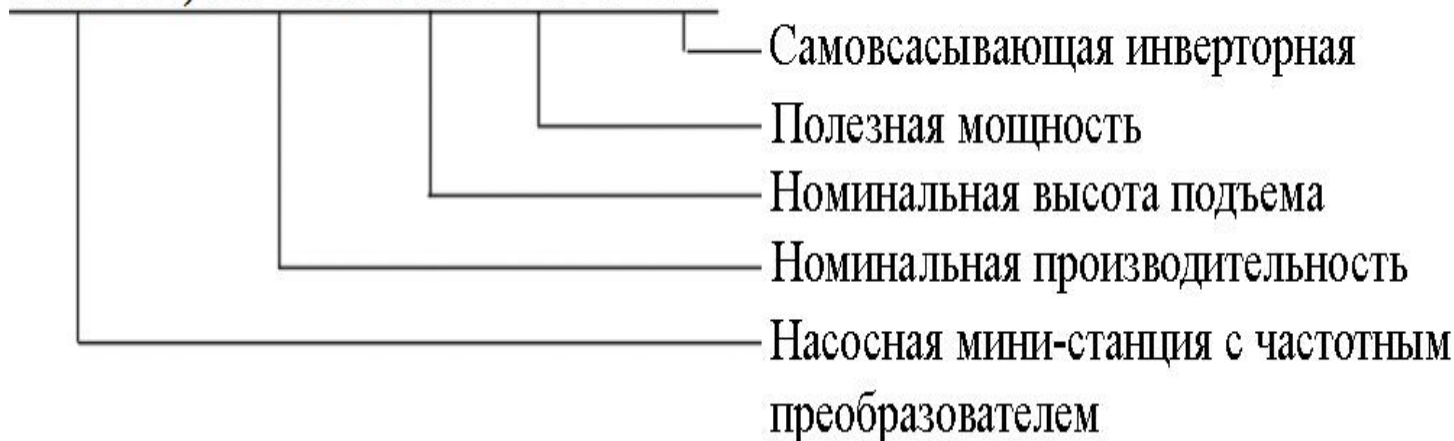 Самовсасывающая инверторная
Полезная мощность
Номинальная высота подъема
Номинальная производительность
Насосная мини-станция с частотным
преобразователем